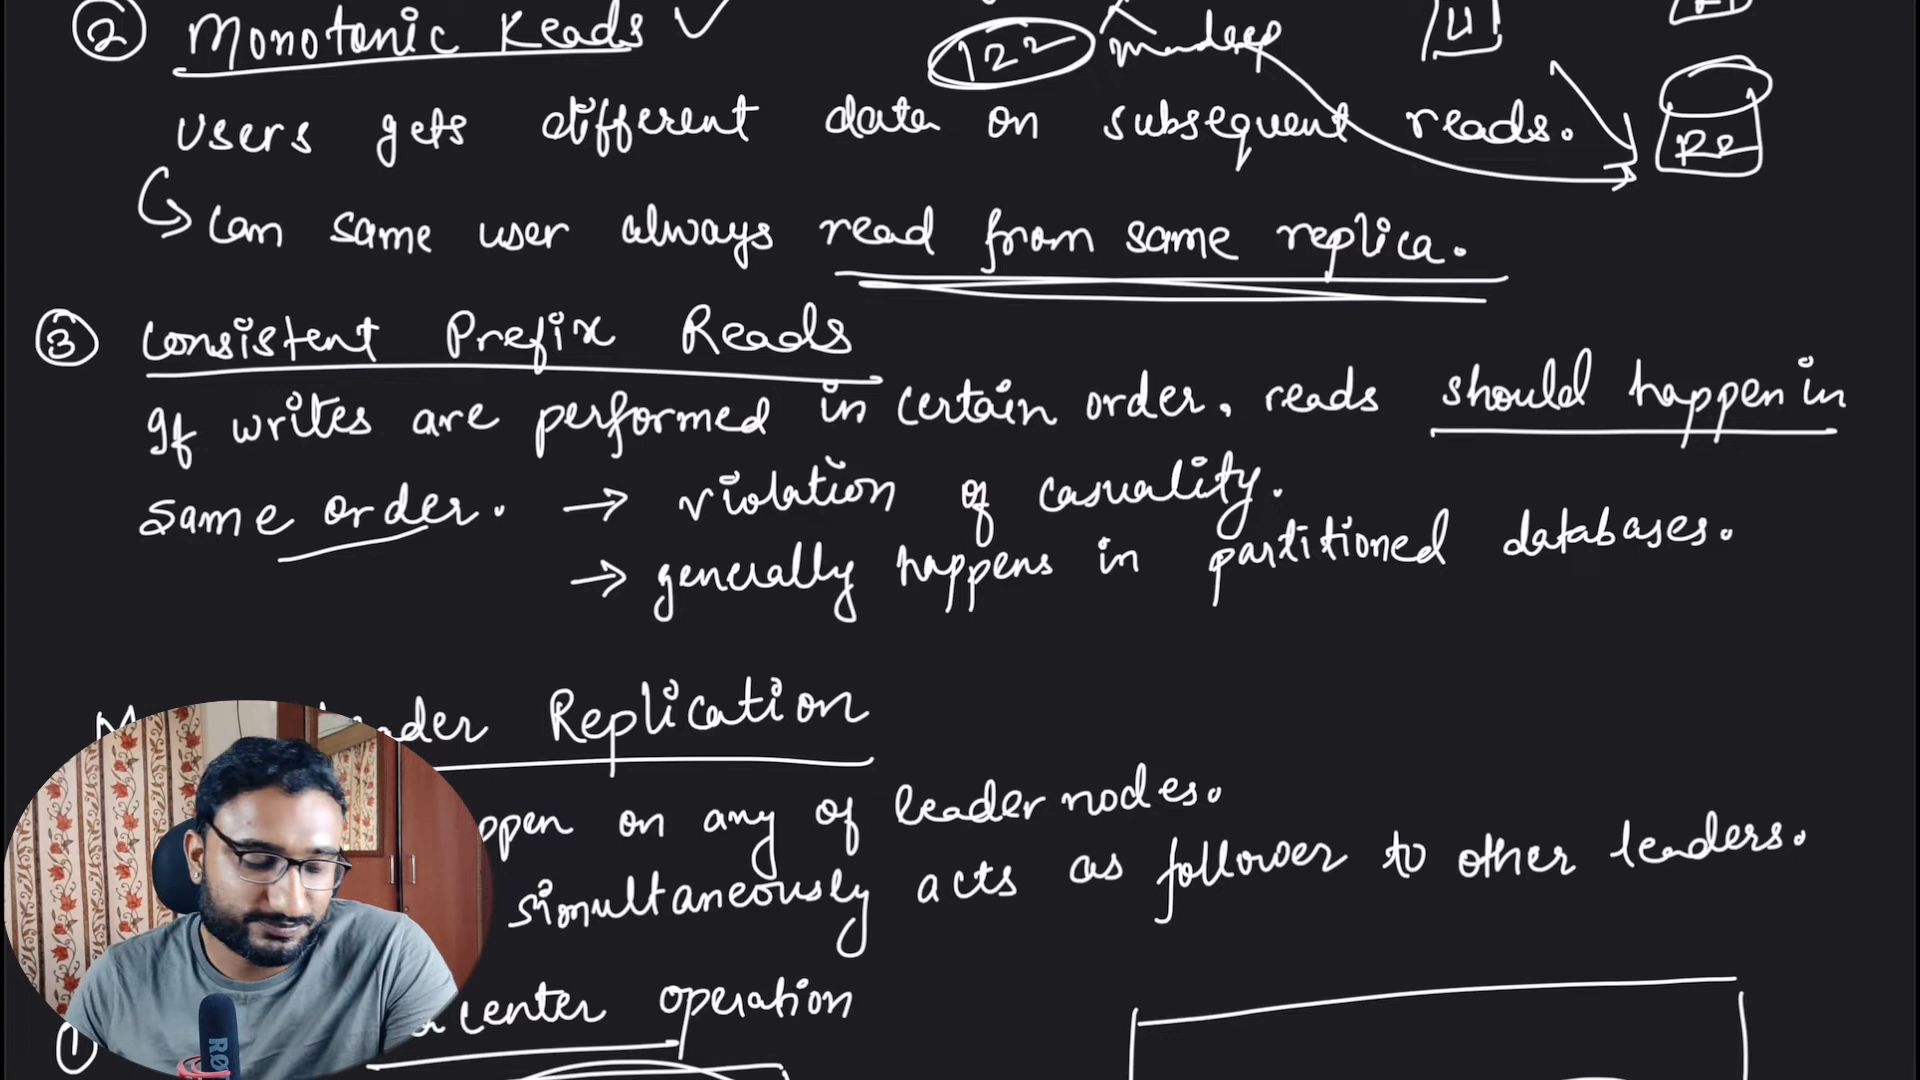 2 Monotonic Reads
122
U
users gets different data on subsequent reads.
R2
can same user always read from same replica.
3 Consistent Prefix Reads
If writes are performed in certain order, reads should happen in
same order. → violation of casuality.
→ generally happens in partitioned databases.
Replication
on any of leader nodes.
simultaneously acts as follower to other leaders.
1 center operation